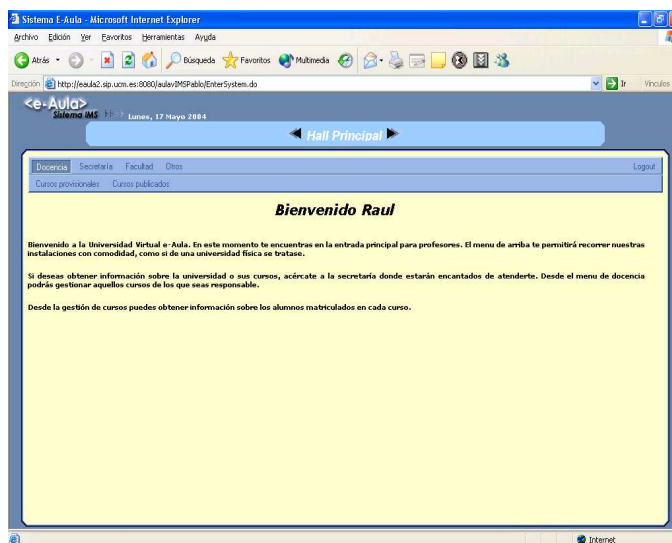 Sistema E-Aula - Microsoft Internet Explorer
Archivo Edición Ver Favoritos Herramientas Ayuda
Atrás Búsqueda Favoritos Multimedia
Dirección http://eaula2.sip.ucm.es:8080/aulavIMSPablo/EnterSystem.do Ir Vínculos
<e-Aula>
Sistema IMS Lunes, 17 Mayo 2004
Hall Principal
Docencia Secretaría Facultad Otros Logout
Cursos provisionales Cursos publicados
Bienvenido Raul
Bienvenido a la Universidad Virtual e-Aula. En este momento te encuentras en la entrada principal para profesores. El menu de arriba te permitirá recorrer nuestras
instalaciones con comodidad, como si de una universidad física se tratase.
Si deseas obtener información sobre la universidad o sus cursos, acércate a la secretaría donde estarán encantados de atenderte. Desde el menu de docencia
podrás gestionar aquellos cursos de los que seas responsable.
Desde la gestión de cursos puedes obtener información sobre los alumnos matriculados en cada curso.
Internet